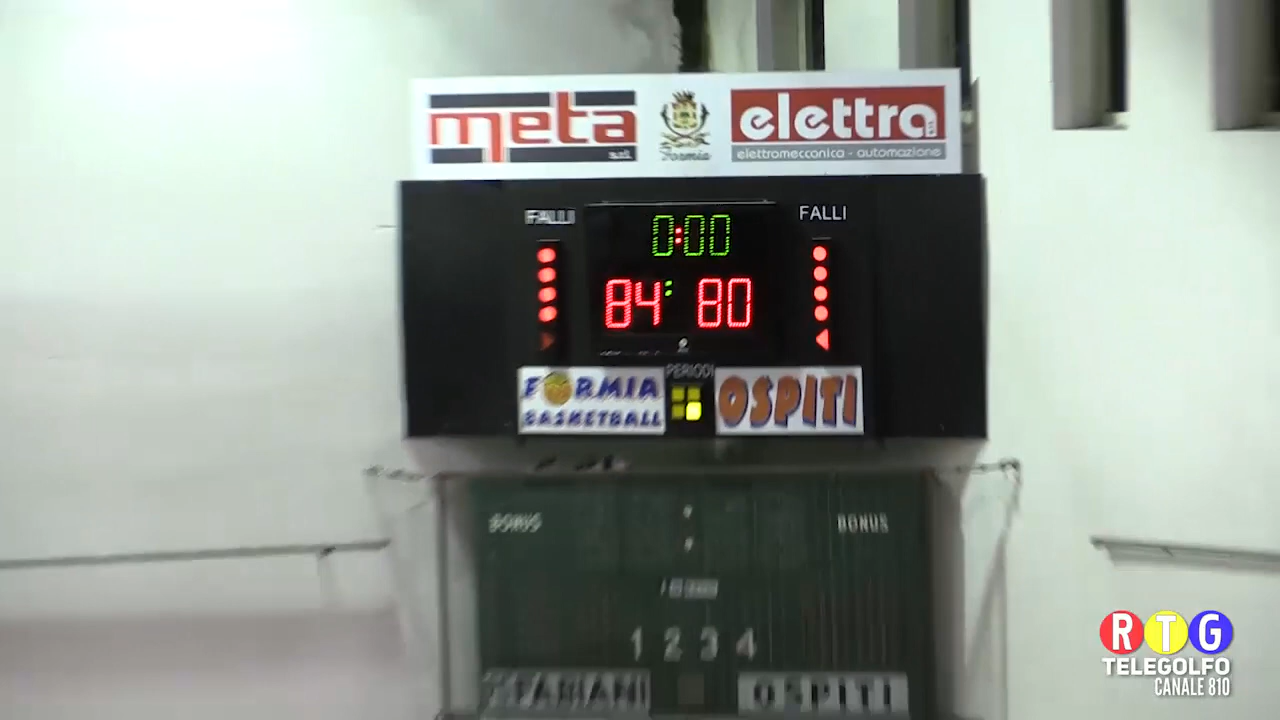 meta
s.r.l.
Formia
elettra
s.r.l.
elettromeccanica - automazione
FALLI
FALLI
0:00
84 : 80
PERIODI
FORMIA
BASKETBALL
OSPITI
BONUS
BONUS
1 2 3 4
OSPITI
RTG
TELEGOLFO
CANALE 810